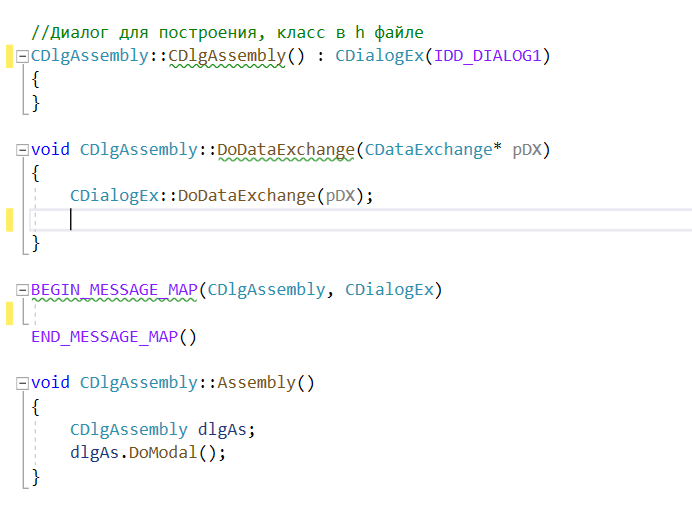 //Диалог для построения, класс в h файле
CDlgAssembly::CDlgAssembly() : CDialogEx(IDD_DIALOG1)
{
}
void CDlgAssembly::DoDataExchange(CDataExchange* pDX)
{
CDialogEx::DoDataExchange(pDX);
}
BEGIN_MESSAGE_MAP(CDlgAssembly, CDialogEx)
END_MESSAGE_MAP()
void CDlgAssembly::Assembly()
{
CDlgAssembly dlgAs;
dlgAs.DoModal();
}